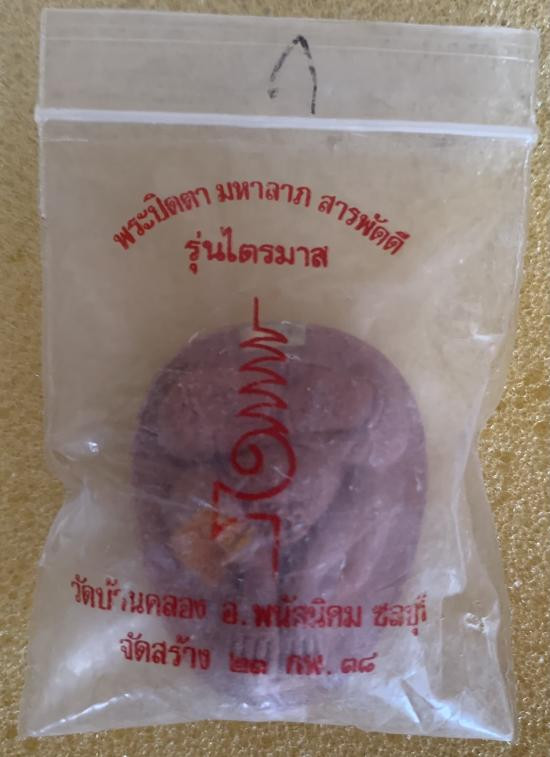 พระปิดตา มหาลาภ สารพัดดี
รุ่นไตรมาส
วัดบ้านคลอง อ.พนัสนิคม ชลบุรี
จัดสร้าง ๒๓ กพ. ๓๘